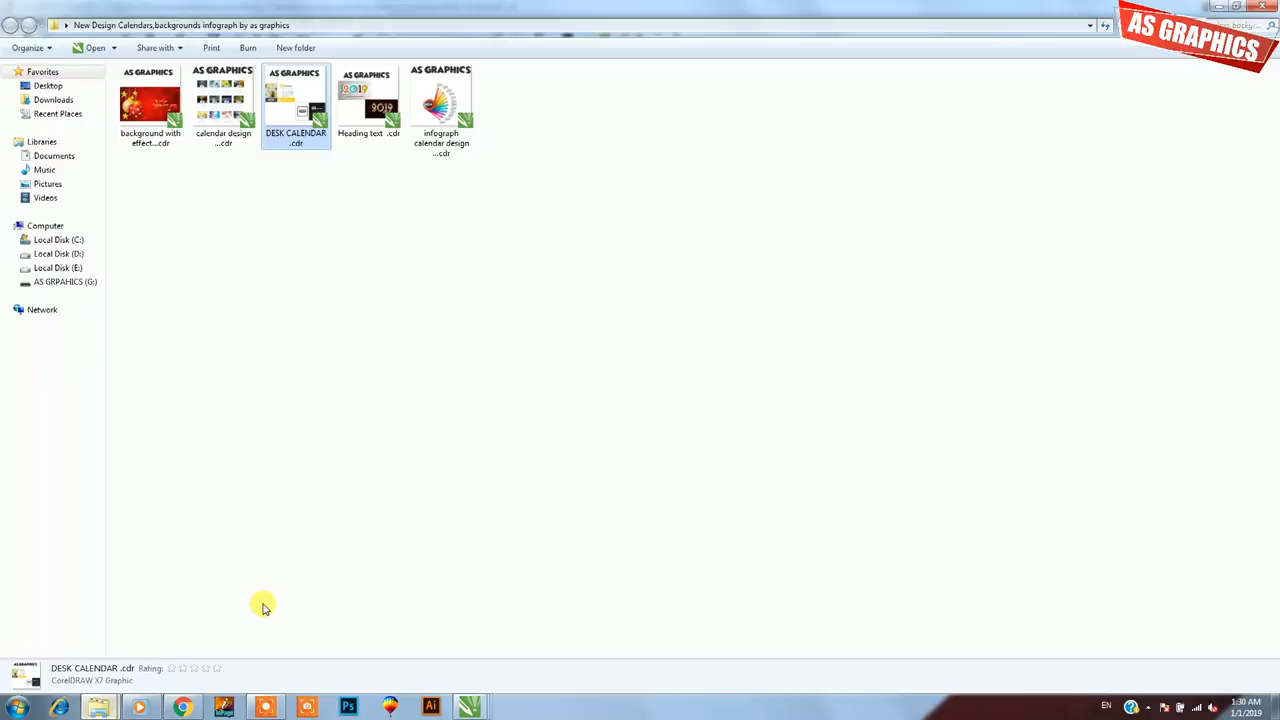 New Design Calendars,backgrounds infograph by as graphics
AS GRAPHICS
Organize Open Share with Print Burn New folder
Favorites
Desktop
Downloads
Recent Places
Libraries
Documents
Music
Pictures
Videos
Computer
Local Disk (C:)
Local Disk (D:)
Local Disk (E:)
AS GRPAHICS (G:)
Network
AS GRAPHICS
background with
effect...cdr
AS GRAPHICS
calendar design
...cdr
AS GRAPHICS
DESK CALENDAR
.cdr
AS GRAPHICS
2019
2019
Heading text .cdr
AS GRAPHICS
infograph
calendar design
...cdr
DESK CALENDAR .cdr Rating:
CorelDRAW X7 Graphic
Ps
Ai
EN
1:30 AM
1/1/2019